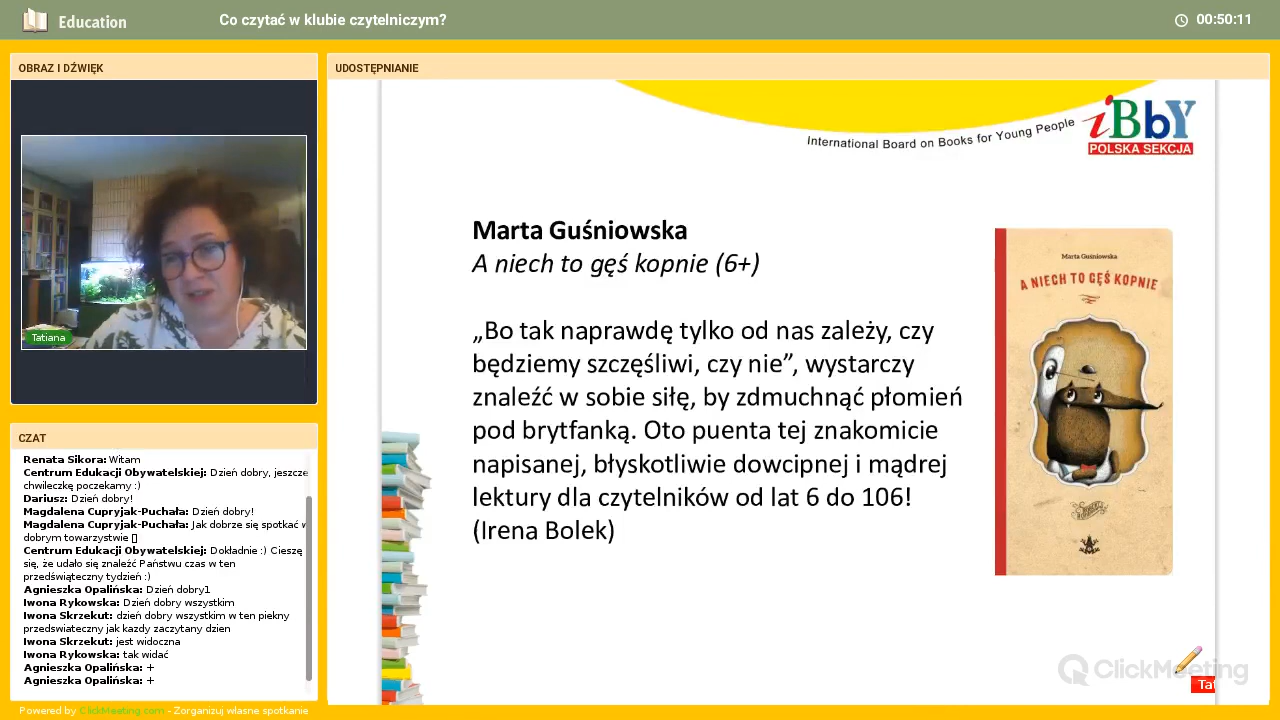 Education
Co czytać w klubie czytelniczym?
00:50:11
OBRAZ I DŹWIĘK
Tatiana
CZAT
Renata Sikora: Witam
Centrum Edukacji Obywatelskiej: Dzień dobry, jeszcze
chwileczkę poczekamy :)
Dariusz: Dzień dobry!
Magdalena Cupryjak-Puchała: Dzień dobry!
Magdalena Cupryjak-Puchała: Jak dobrze się spotkać w
dobrym towarzystwie []
Centrum Edukacji Obywatelskiej: Dokładnie :) Cieszę
się, że udało się znaleźć Państwu czas w ten
przedświąteczny tydzień :)
Agnieszka Opalińska: Dzień dobry1
Iwona Rykowska: Dzień dobry wszystkim
Iwona Skrzekut: dzień dobry wszystkim w ten piekny
przedswiateczny jak kazdy zaczytany dzien
Iwona Skrzekut: jest widoczna
Iwona Rykowska: tak widać
Agnieszka Opalińska: +
Agnieszka Opalińska: +
Powered by ClickMeeting.com - Zorganizuj własne spotkanie
UDOSTĘPNIANIE
International Board on Books for Young People
iBbY
POLSKA SEKCJA
Marta Guśniowska
A niech to gęś kopnie (6+)
„Bo tak naprawdę tylko od nas zależy, czy
będziemy szczęśliwi, czy nie”, wystarczy
znaleźć w sobie siłę, by zdmuchnąć płomień
pod brytfanką. Oto puenta tej znakomicie
napisanej, błyskotliwie dowcipnej i mądrej
lektury dla czytelników od lat 6 do 106!
(Irena Bolek)
Marta Guśniowska
A NIECH TO GĘŚ KOPNIE
ClickMeeting
Tat